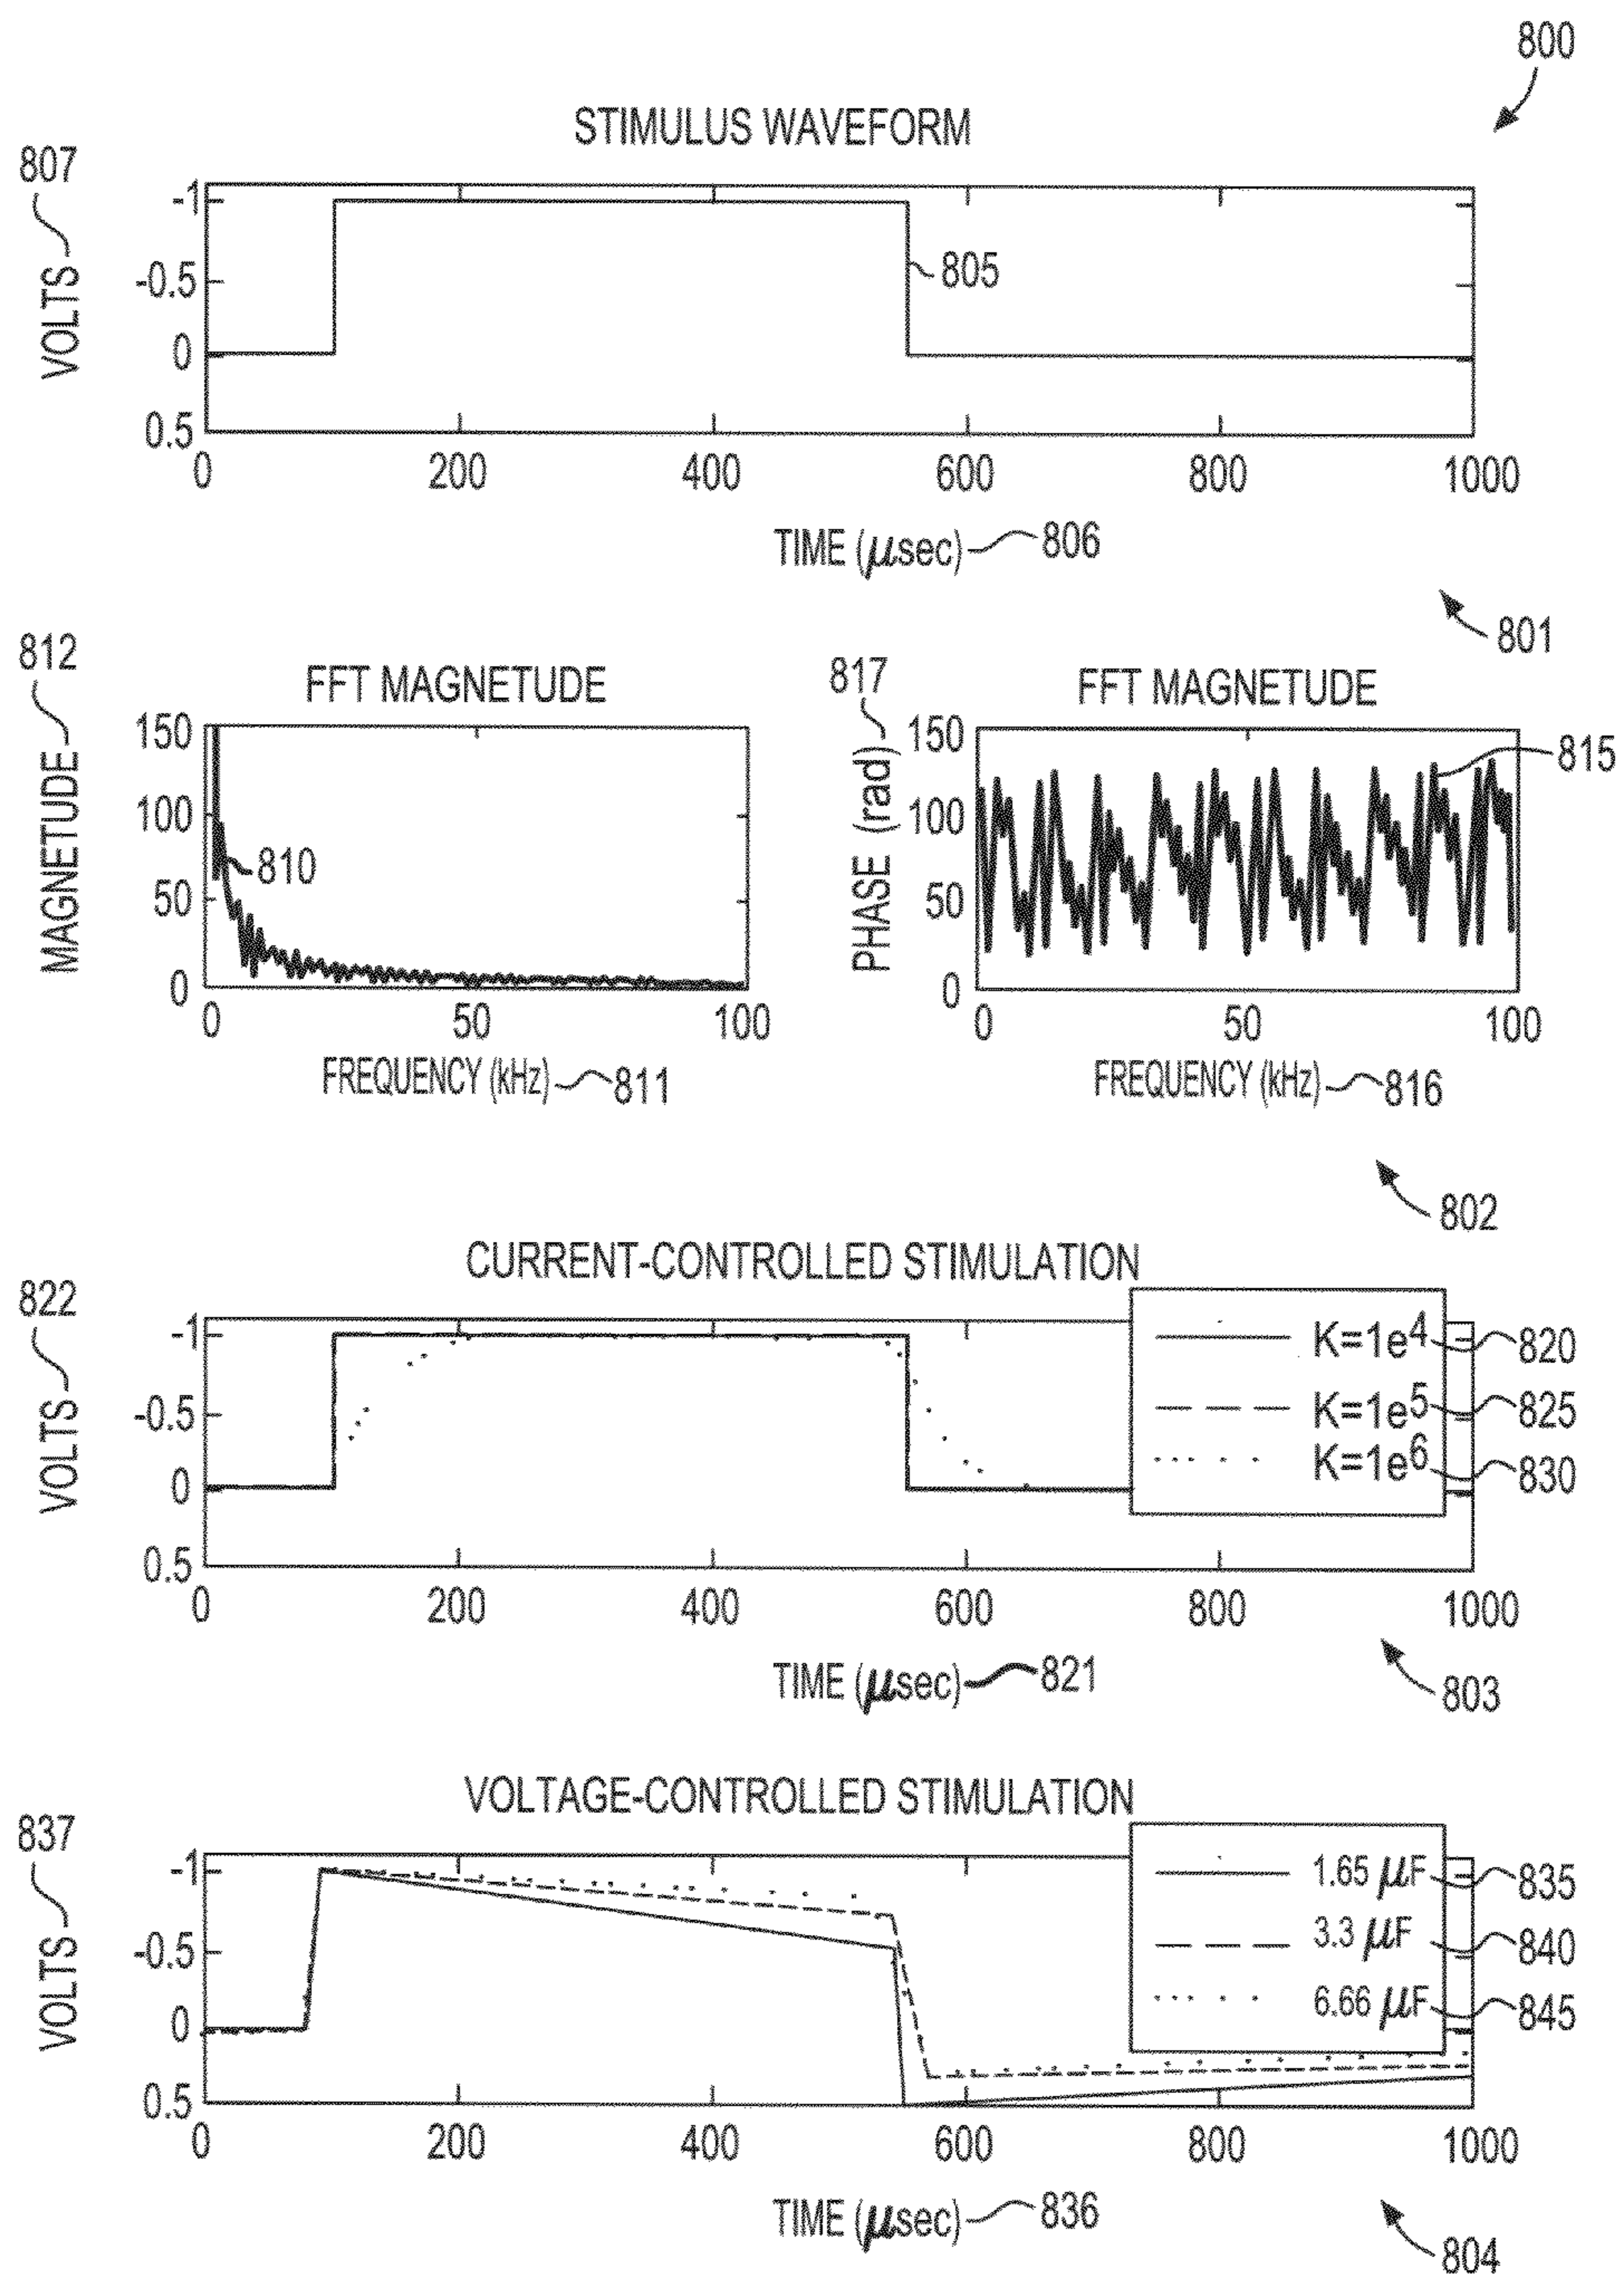 800
STIMULUS WAVEFORM
807
VOLTS
-1
-0.5
0
0.5
805
0 200 400 600 800 1000
TIME (μsec) 806
801
812
FFT MAGNETUDE
MAGNETUDE
150
100
50
0
810
0 50 100
FREQUENCY (kHz) 811
817
FFT MAGNETUDE
PHASE (rad)
150
100
50
0
815
0 50 100
FREQUENCY (kHz) 816
802
CURRENT-CONTROLLED STIMULATION
822
VOLTS
-1
-0.5
0
0.5
K=1e4 820
K=1e5 825
K=1e6 830
0 200 400 600 800 1000
TIME (μsec) 821
803
VOLTAGE-CONTROLLED STIMULATION
837
VOLTS
-1
-0.5
0
0.5
1.65 μF 835
3.3 μF 840
6.66 μF 845
0 200 400 600 800 1000
TIME (μsec) 836
804